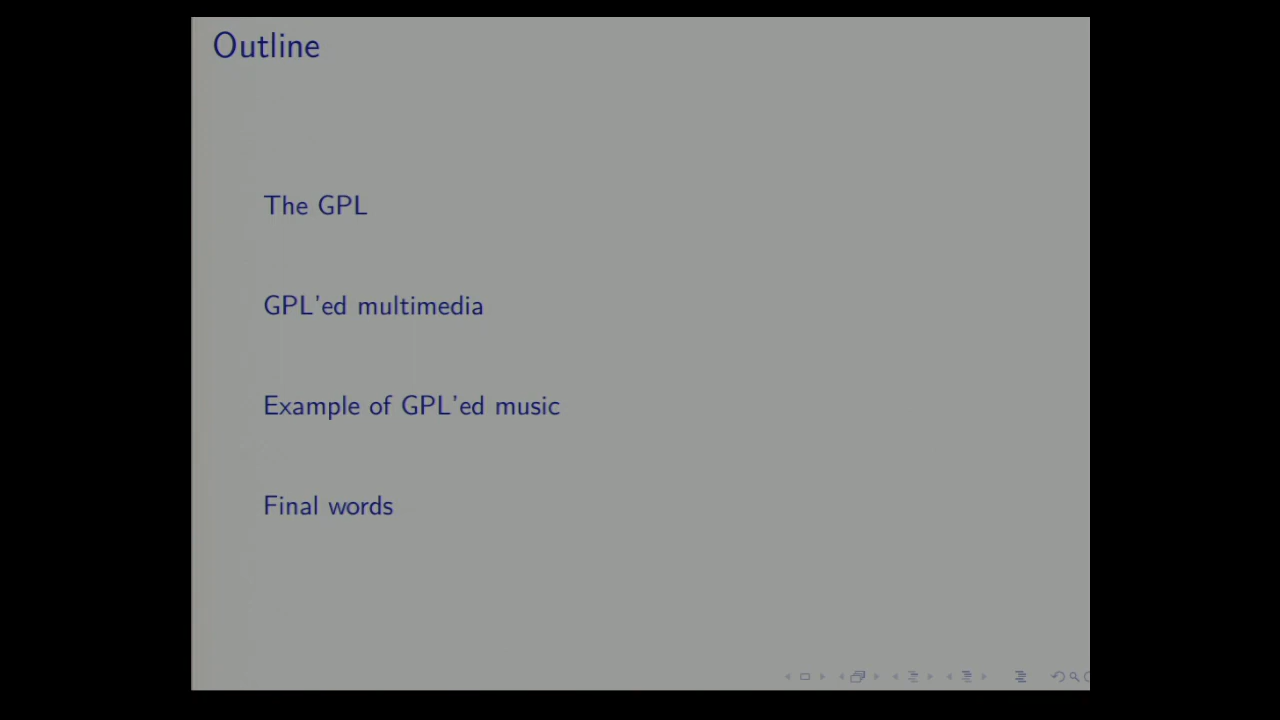 Outline
The GPL
GPL'ed multimedia
Example of GPL'ed music
Final words